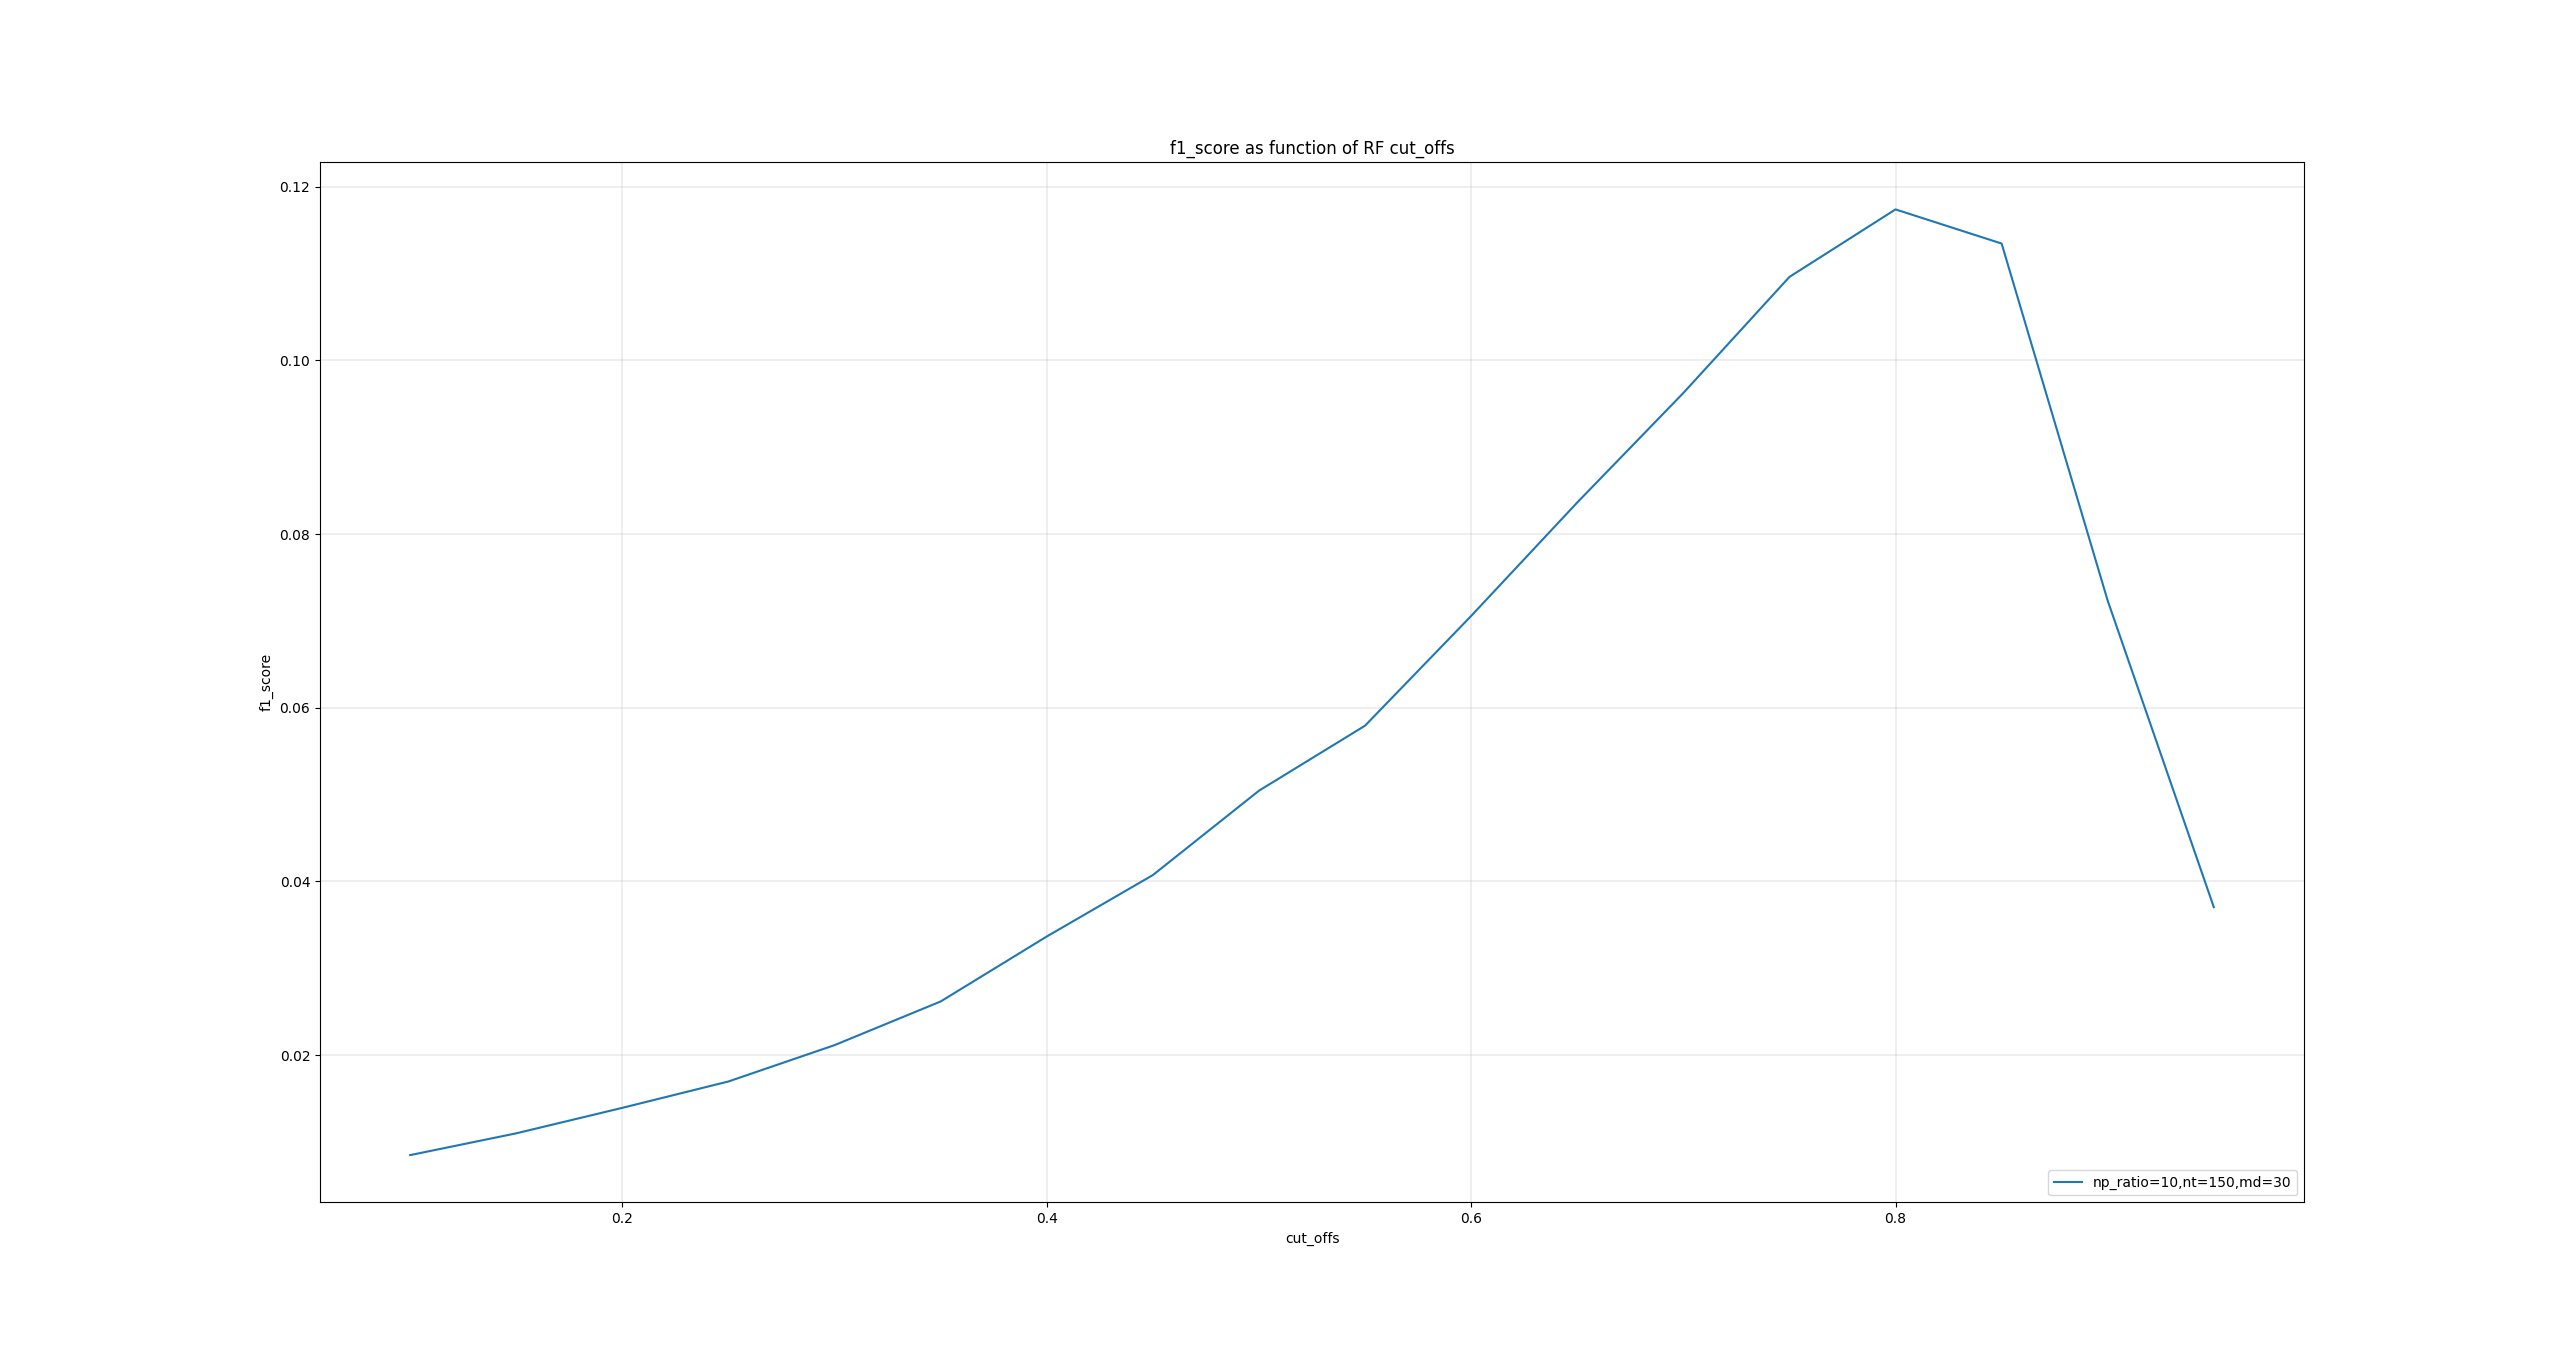 f1_score as function of RF cut_offs
0.12
0.10
0.08
0.06
0.04
0.02
f1_score
0.2
0.4
0.6
0.8
cut_offs
np_ratio=10,nt=150,md=30